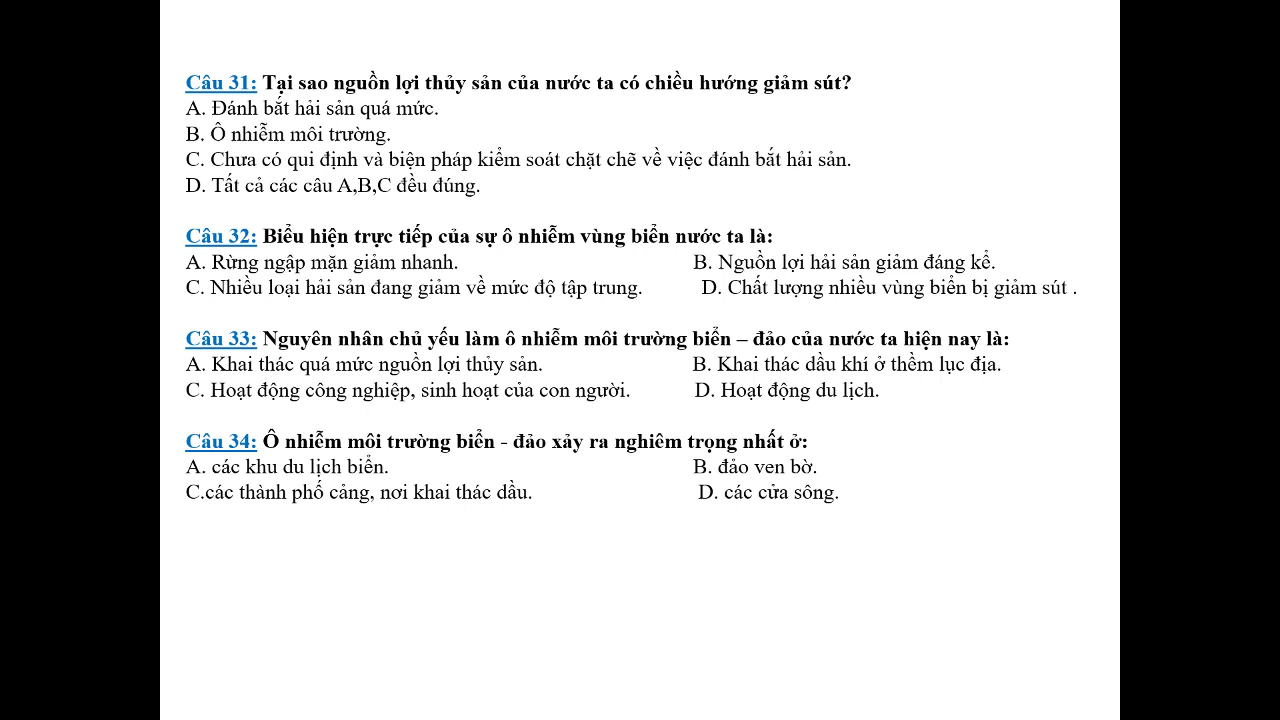 Câu 31: Tại sao nguồn lợi thủy sản của nước ta có chiều hướng giảm sút?
A. Đánh bắt hải sản quá mức.
B. Ô nhiễm môi trường.
C. Chưa có qui định và biện pháp kiểm soát chặt chẽ về việc đánh bắt hải sản.
D. Tất cả các câu A,B,C đều đúng.
Câu 32: Biểu hiện trực tiếp của sự ô nhiễm vùng biển nước ta là:
A. Rừng ngập mặn giảm nhanh. B. Nguồn lợi hải sản giảm đáng kể.
C. Nhiều loại hải sản đang giảm về mức độ tập trung. D. Chất lượng nhiều vùng biển bị giảm sút .
Câu 33: Nguyên nhân chủ yếu làm ô nhiễm môi trường biển – đảo của nước ta hiện nay là:
A. Khai thác quá mức nguồn lợi thủy sản. B. Khai thác dầu khí ở thềm lục địa.
C. Hoạt động công nghiệp, sinh hoạt của con người. D. Hoạt động du lịch.
Câu 34: Ô nhiễm môi trường biển - đảo xảy ra nghiêm trọng nhất ở:
A. các khu du lịch biển. B. đảo ven bờ.
C.các thành phố cảng, nơi khai thác dầu. D. các cửa sông.